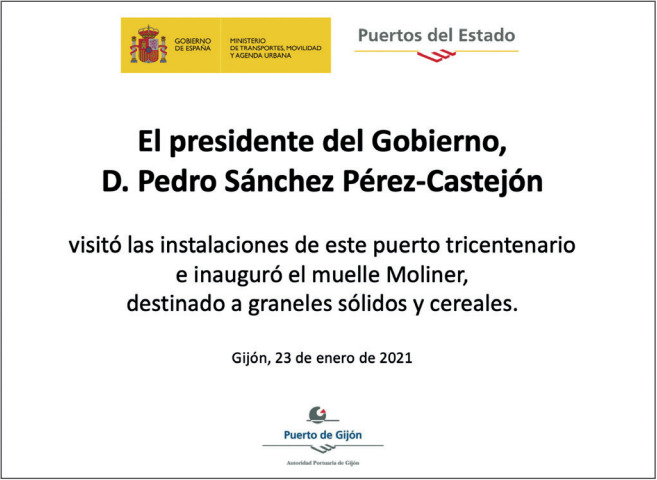 GOBIERNO
DE ESPAÑA
MINISTERIO
DE TRANSPORTES, MOVILIDAD
Y AGENDA URBANA
Puertos del Estado
El presidente del Gobierno,
D. Pedro Sánchez Pérez-Castejón
visitó las instalaciones de este puerto tricentenario
e inauguró el muelle Moliner,
destinado a graneles sólidos y cereales.
Gijón, 23 de enero de 2021
Puerto de Gijón
Autoridad Portuaria de Gijón